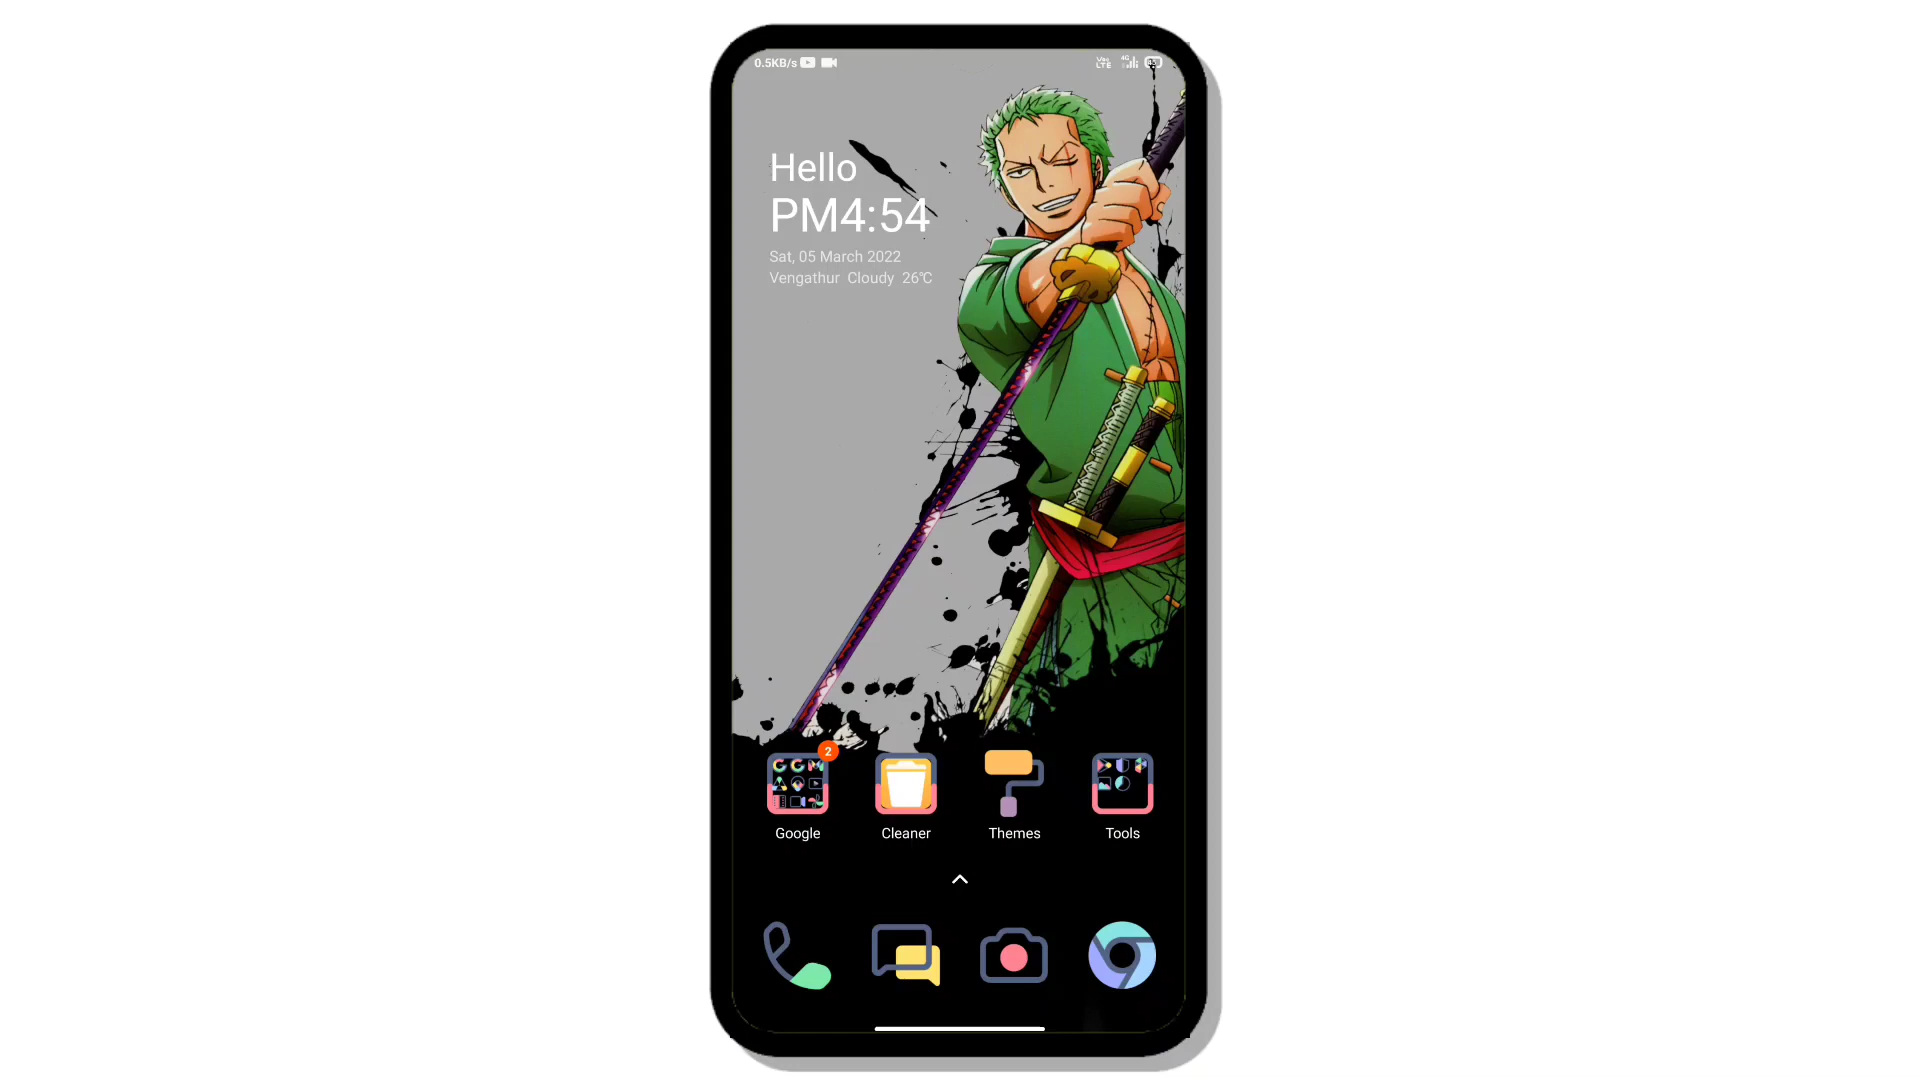 0.5KB/s
Hello
PM4:54
Sat, 05 March 2022
Vengathur Cloudy 26℃
2
Google Cleaner Themes Tools